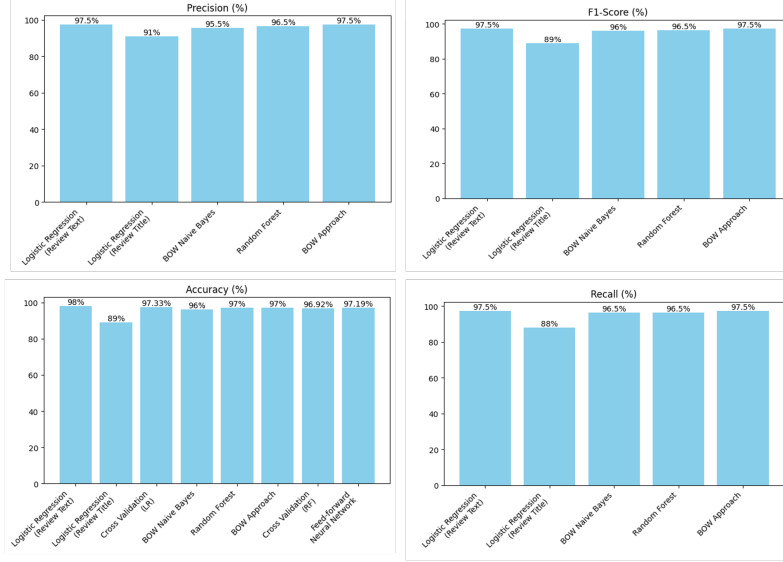 Precision (%)
97.5%
91%
95.5%
96.5%
97.5%
100
80
60
40
20
0
Logistic Regression
(Review Text)
Logistic Regression
(Review Title)
BOW Naive Bayes
Random Forest
BOW Approach
F1-Score (%)
97.5%
89%
96%
96.5%
97.5%
100
80
60
40
20
0
Logistic Regression
(Review Text)
Logistic Regression
(Review Title)
BOW Naive Bayes
Random Forest
BOW Approach
Accuracy (%)
98%
89%
97.33%
96%
97%
97%
96.92%
97.19%
100
80
60
40
20
0
Logistic Regression
(Review Text)
Logistic Regression
(Review Title)
Cross Validation
(LR)
BOW Naive Bayes
Random Forest
BOW Approach
Cross Validation
(RF)
Feed-forward
Neural Network
Recall (%)
97.5%
88%
96.5%
96.5%
97.5%
100
80
60
40
20
0
Logistic Regression
(Review Text)
Logistic Regression
(Review Title)
BOW Naive Bayes
Random Forest
BOW Approach